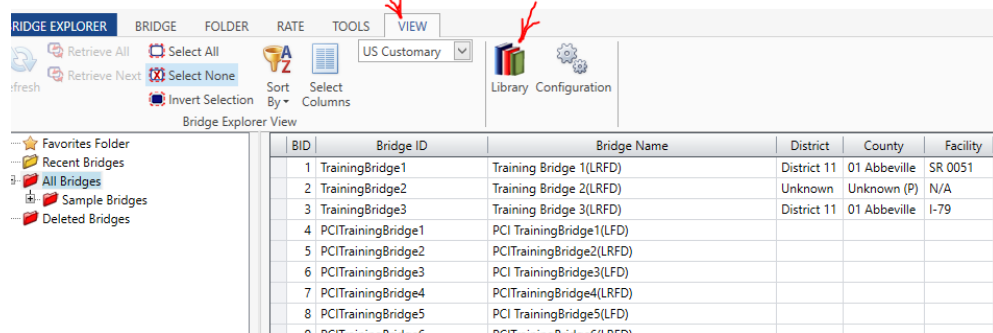 BRIDGE EXPLORER BRIDGE FOLDER RATE TOOLS VIEW
Retrieve All Select All US Customary
Retrieve Next Select None
Invert Selection
Sort By Select Columns Library Configuration
Bridge Explorer View
Favorites Folder
Recent Bridges
All Bridges
Sample Bridges
Deleted Bridges
BID Bridge ID Bridge Name District County Facility
1 TrainingBridge1 Training Bridge 1(LRFD) District 11 01 Abbeville SR 0051
2 TrainingBridge2 Training Bridge 2(LRFD) Unknown Unknown (P) N/A
3 TrainingBridge3 Training Bridge 3(LRFD) District 11 01 Abbeville I-79
4 PCITrainingBridge1 PCI TrainingBridge1(LFD)
5 PCITrainingBridge2 PCITrainingBridge2(LRFD)
6 PCITrainingBridge3 PCI TrainingBridge3(LFD)
7 PCITrainingBridge4 PCITrainingBridge4(LRFD)
8 PCITrainingBridge5 PCI TrainingBridge5(LFD)